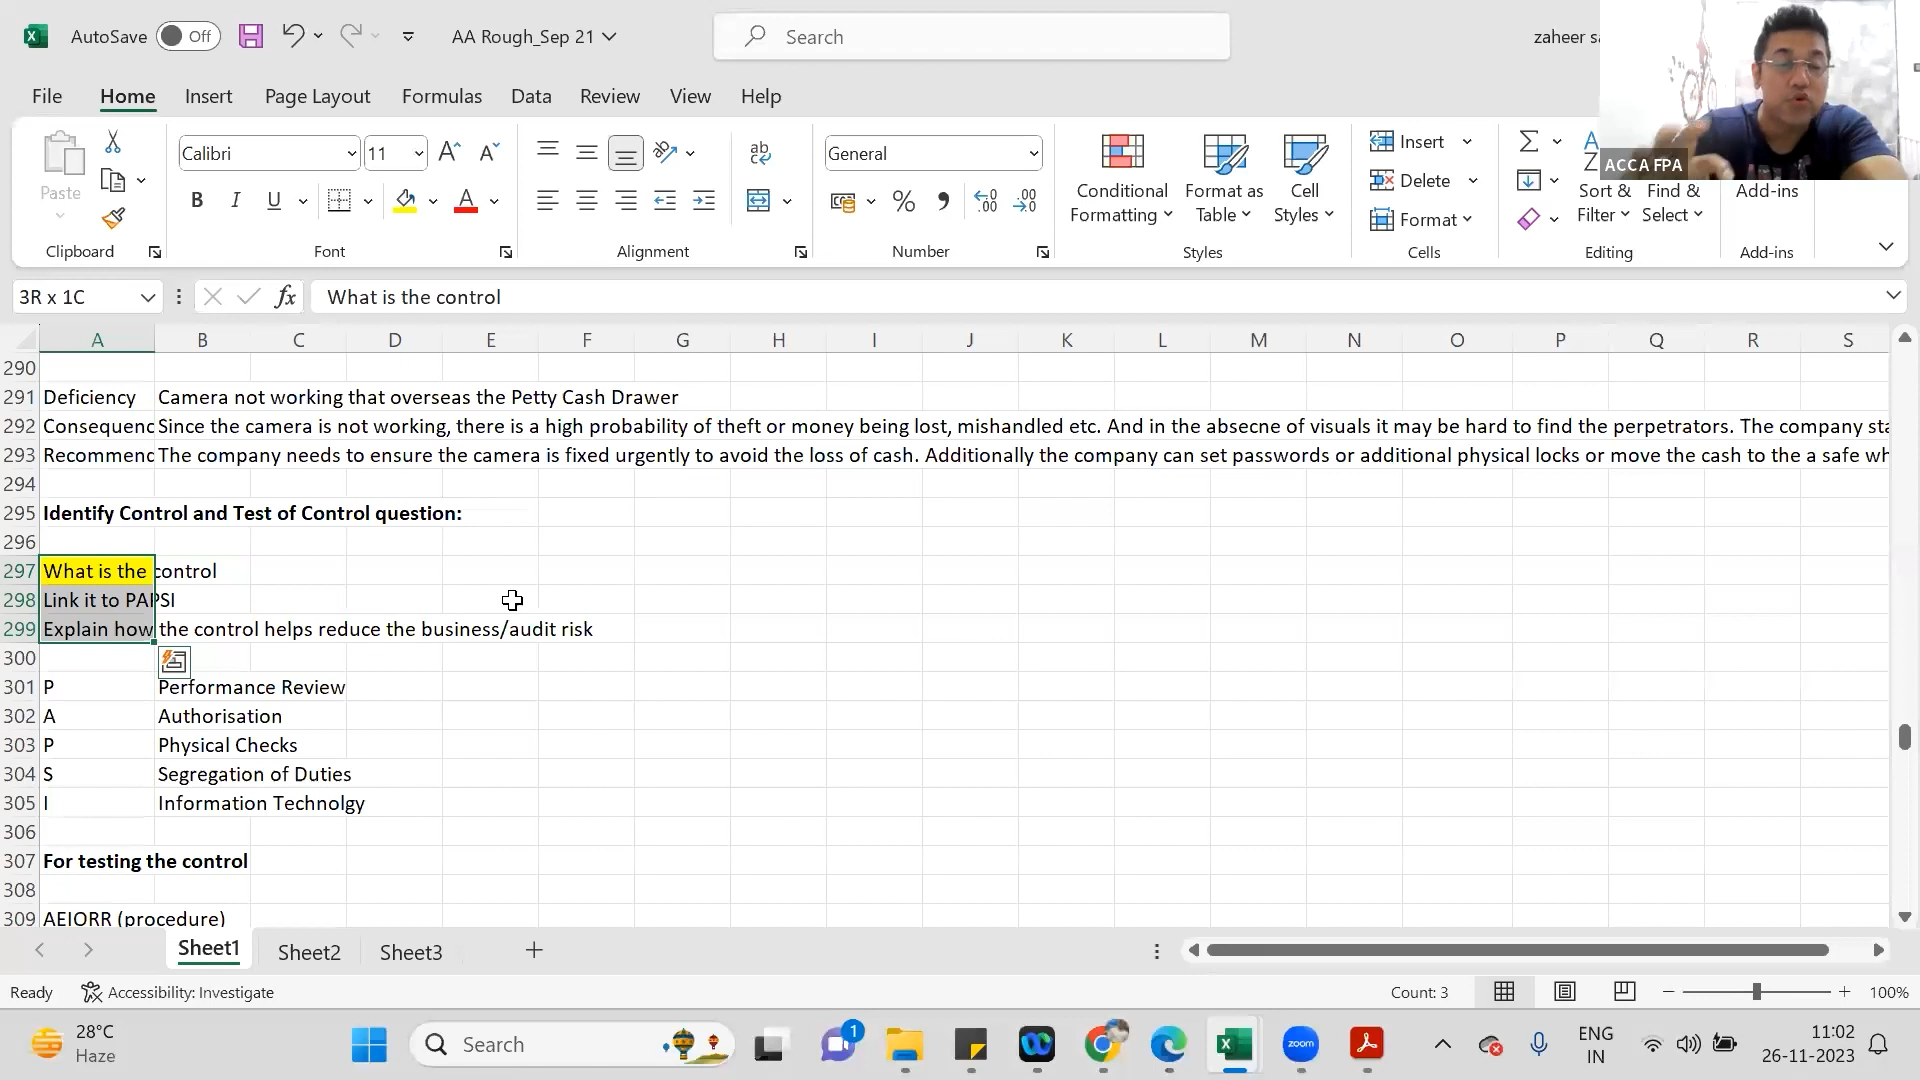 AutoSave Off AA Rough_Sep 21 Search zaheer
File Home Insert Page Layout Formulas Data Review View Help
ACCA FPA
Paste
Calibri 11
B I U
General
Conditional Formatting
Format as Table
Cell Styles
Insert
Delete
Format
Sort & Filter
Find & Select
Add-ins
Clipboard Font Alignment Number Styles Cells Editing Add-ins
3R x 1C fx What is the control
A B C D E F G H I J K L M N O P Q R S
290
291 Deficiency Camera not working that overseas the Petty Cash Drawer
292 Consequenc Since the camera is not working, there is a high probability of theft or money being lost, mishandled etc. And in the absecne of visuals it may be hard to find the perpetrators. The company sta
293 Recommend The company needs to ensure the camera is fixed urgently to avoid the loss of cash. Additionally the company can set passwords or additional physical locks or move the cash to the a safe wh
294
295 Identify Control and Test of Control question:
296
297 What is the control
298 Link it to PAPSI
299 Explain how the control helps reduce the business/audit risk
300
301 P Performance Review
302 A Authorisation
303 P Physical Checks
304 S Segregation of Duties
305 I Information Technolgy
306
307 For testing the control
308
309 AEIORR (procedure)
Sheet1 Sheet2 Sheet3
Ready Accessibility: Investigate Count: 3 100%
28°C
Haze
Search
1
zoom
ENG
IN
11:02
26-11-2023